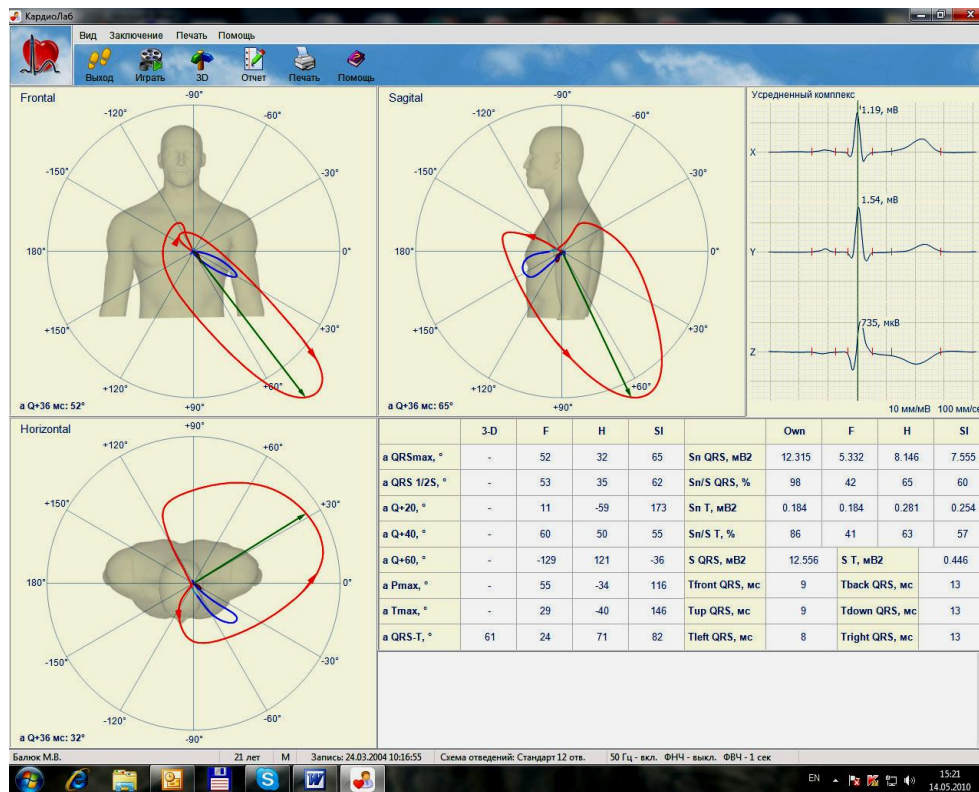 КардиоЛаб
Вид Заключение Печать Помощь
Выход Играть 3D Отчет Печать Помощь
Frontal
-90°
-120°
-60°
-150°
-30°
180°
0°
+150°
+30°
+120°
+60°
+90°
a Q+36 мс: 52°
Sagital
-90°
-120°
-60°
-150°
-30°
180°
0°
+150°
+30°
+120°
+60°
+90°
a Q+36 мс: 65°
Усредненный комплекс
1.19, мВ
X
1.54, мВ
Y
735, мкВ
Z
10 мм/мВ 100 мм/се
Horizontal
+90°
+120°
+60°
+150°
+30°
180°
0°
-150°
-30°
-120°
-60°
-90°
a Q+36 мс: 32°
3-D F H SI Own F H SI
a QRSmax, ° - 52 32 65 Sп QRS, мВ2 12.315 5.332 8.146 7.555
a QRS 1/2S, ° - 53 35 62 Sп/S QRS, % 98 42 65 60
a Q+20, ° - 11 -59 173 Sп T, мВ2 0.184 0.184 0.281 0.254
a Q+40, ° - 60 50 55 Sп/S T, % 86 41 63 57
a Q+60, ° - -129 121 -36 S QRS, мВ2 12.556 S T, мВ2 0.446
a Pmax, ° - 55 -34 116 Tfront QRS, мс 9 Tback QRS, мс 13
a Tmax, ° - 29 -40 146 Tup QRS, мс 9 Tdown QRS, мс 13
a QRS-T, ° 61 24 71 82 Tleft QRS, мс 8 Tright QRS, мс 13
Балюк М.В. 21 лет М Запись: 24.03.2004 10:16:55 Схема отведений: Стандарт 12 отв. 50 Гц - вкл. ФНЧ - выкл. ФВЧ - 1 сек
EN 15:21
14.05.2010